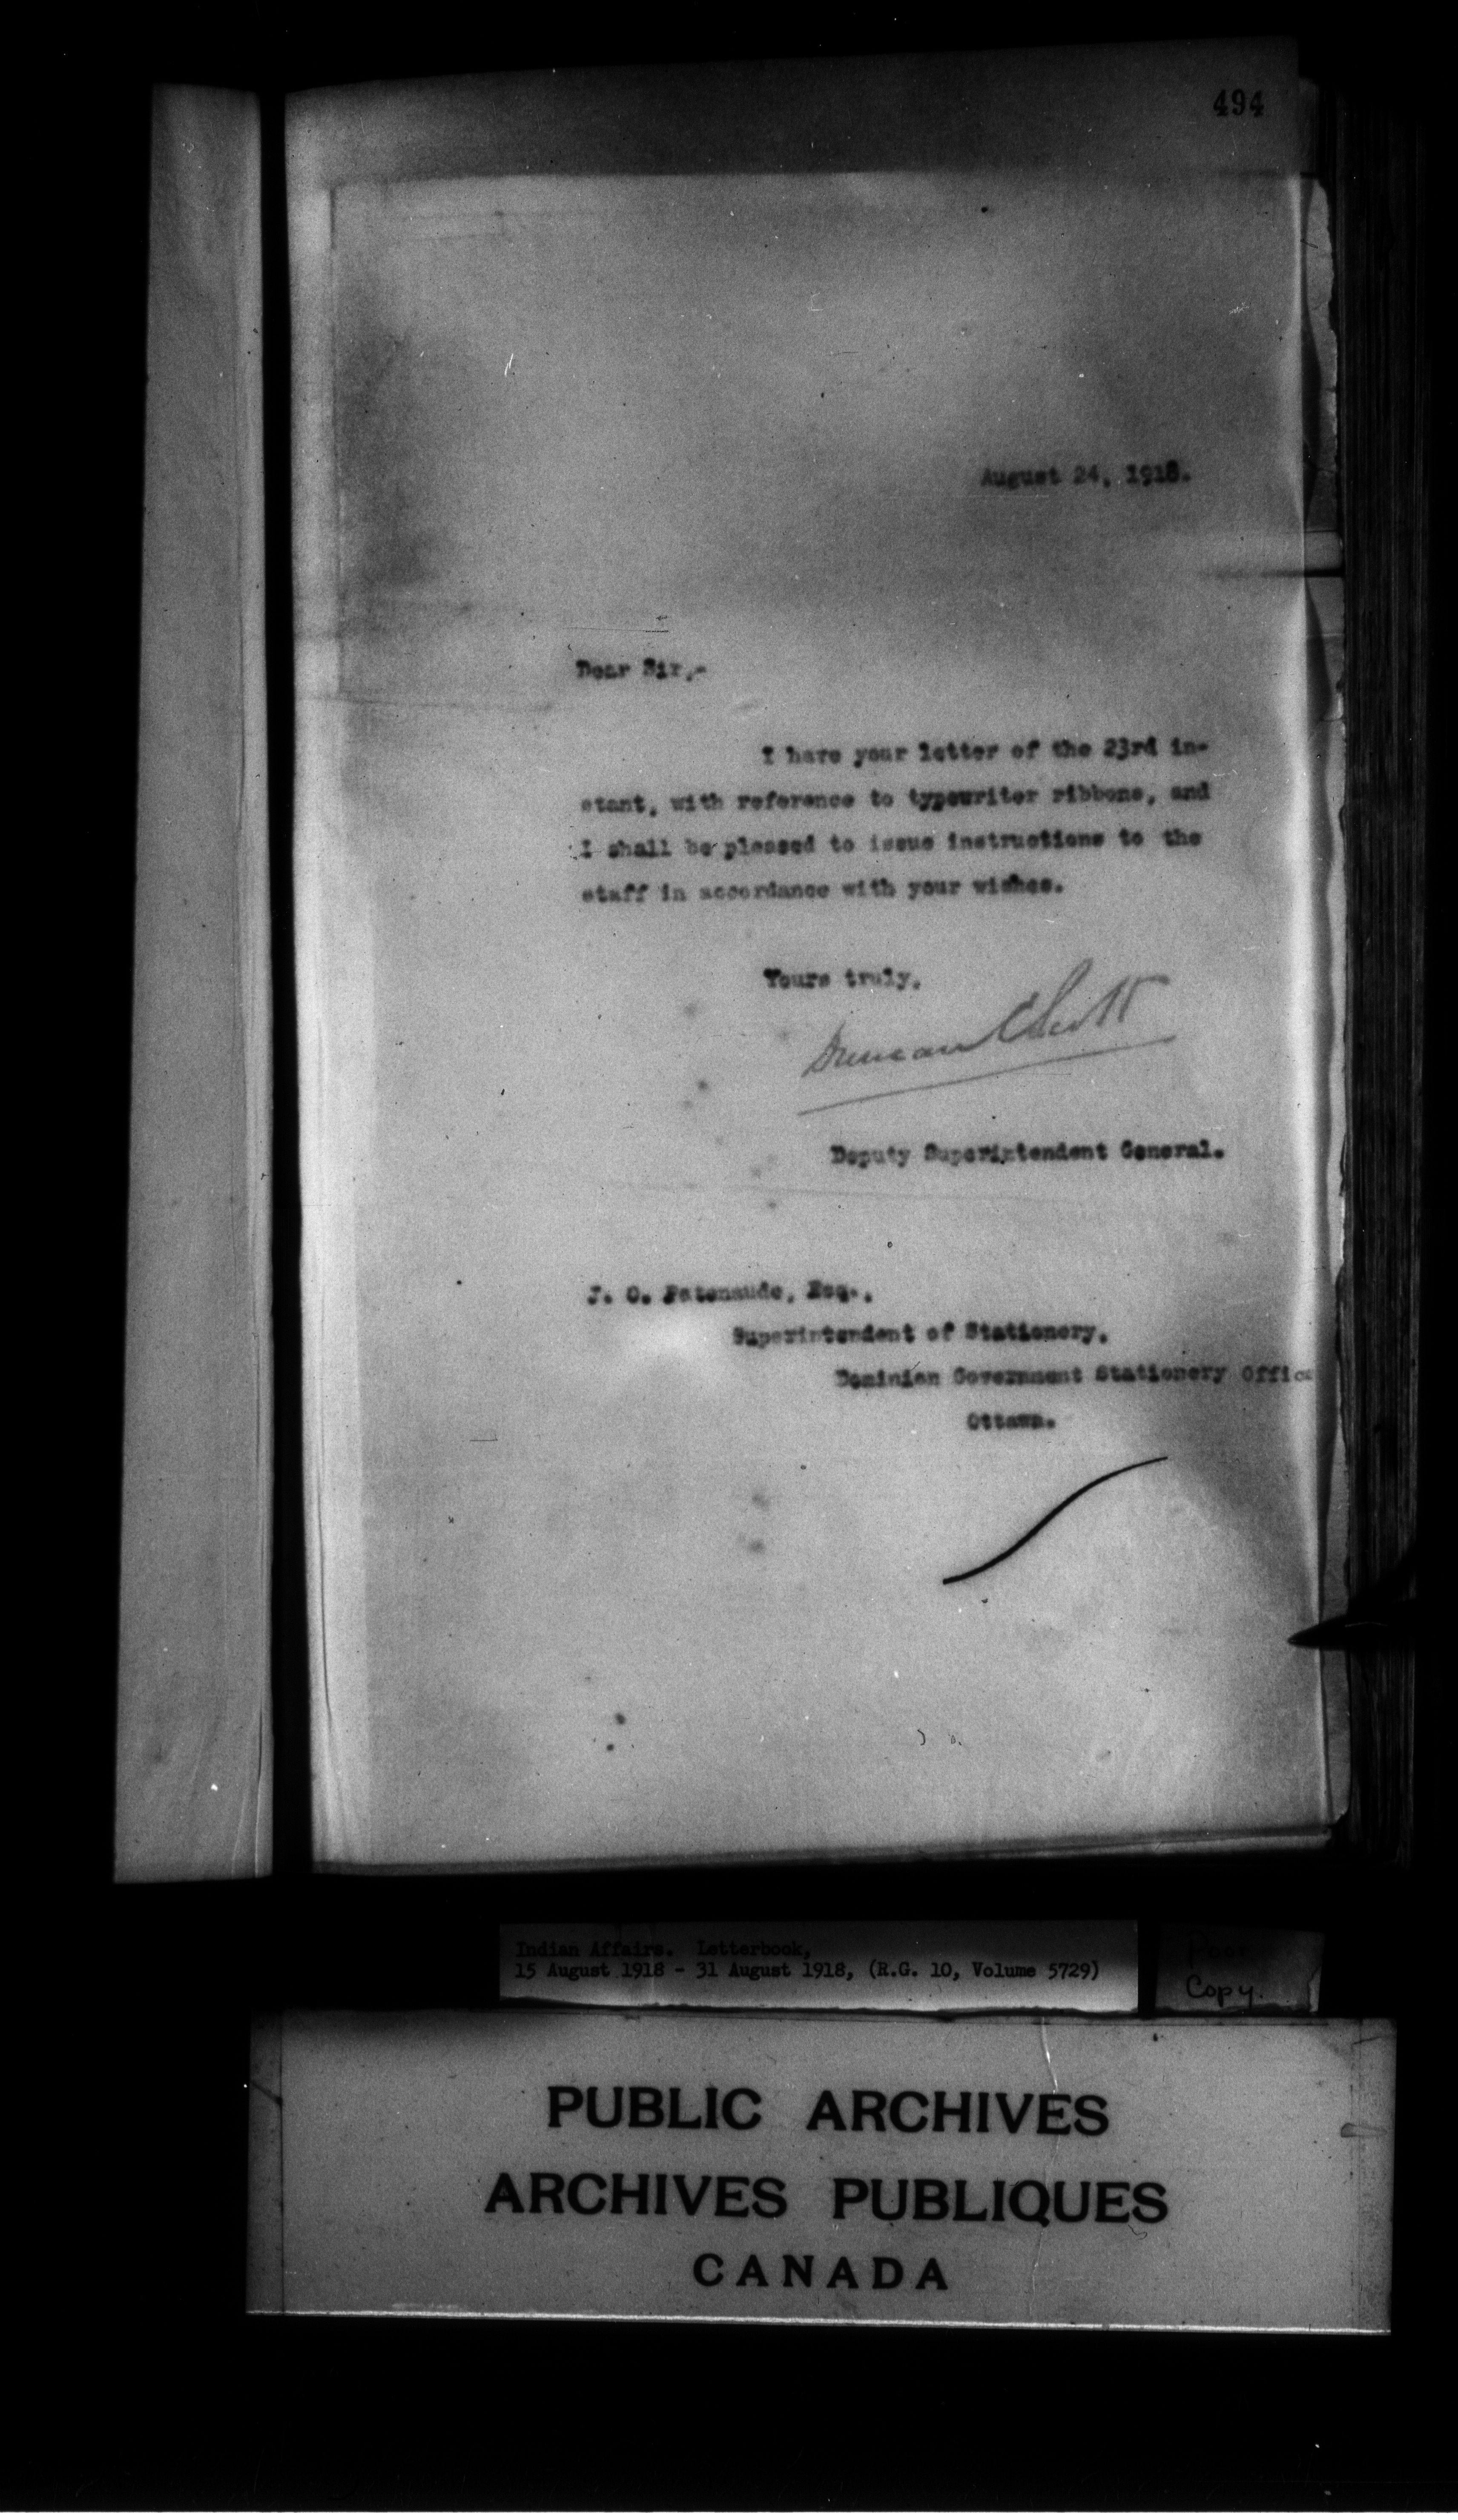 494
August 24, 1918.
Dear Sir,-
I have your letter of the 23rd in-
stant, with reference to typewriter ribbons, and
I shall be pleased to issue instructions to the
staff in accordance with your wishes.
Yours truly,
Duncan C Scott
Deputy Superintendent General.
J. O. Patenaude, Esq.,
Superintendent of Stationery,
Dominion Government Stationery Office
Ottawa.
Indian Affairs. Letterbook,
15 August 1918 - 31 August 1918, (R.G. 10, Volume 5729)
Poor
Copy.
PUBLIC ARCHIVES
ARCHIVES PUBLIQUES
CANADA